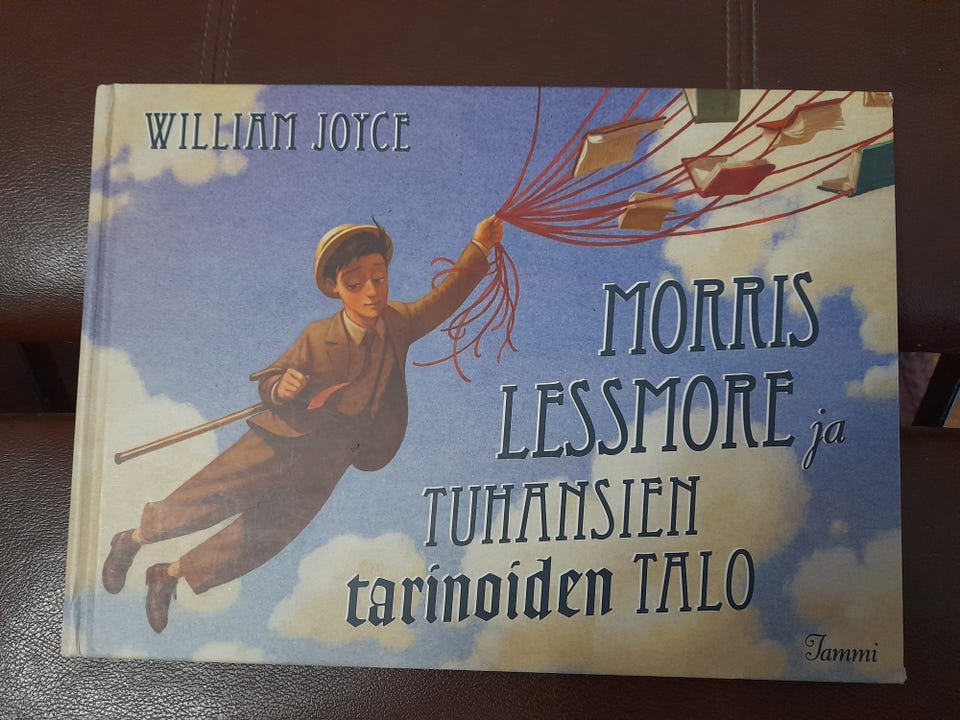 WILLIAM JOYCE
MORRIS
LESSMORE ja
TUHANSIEN
tarinoiden TALO
Tammi